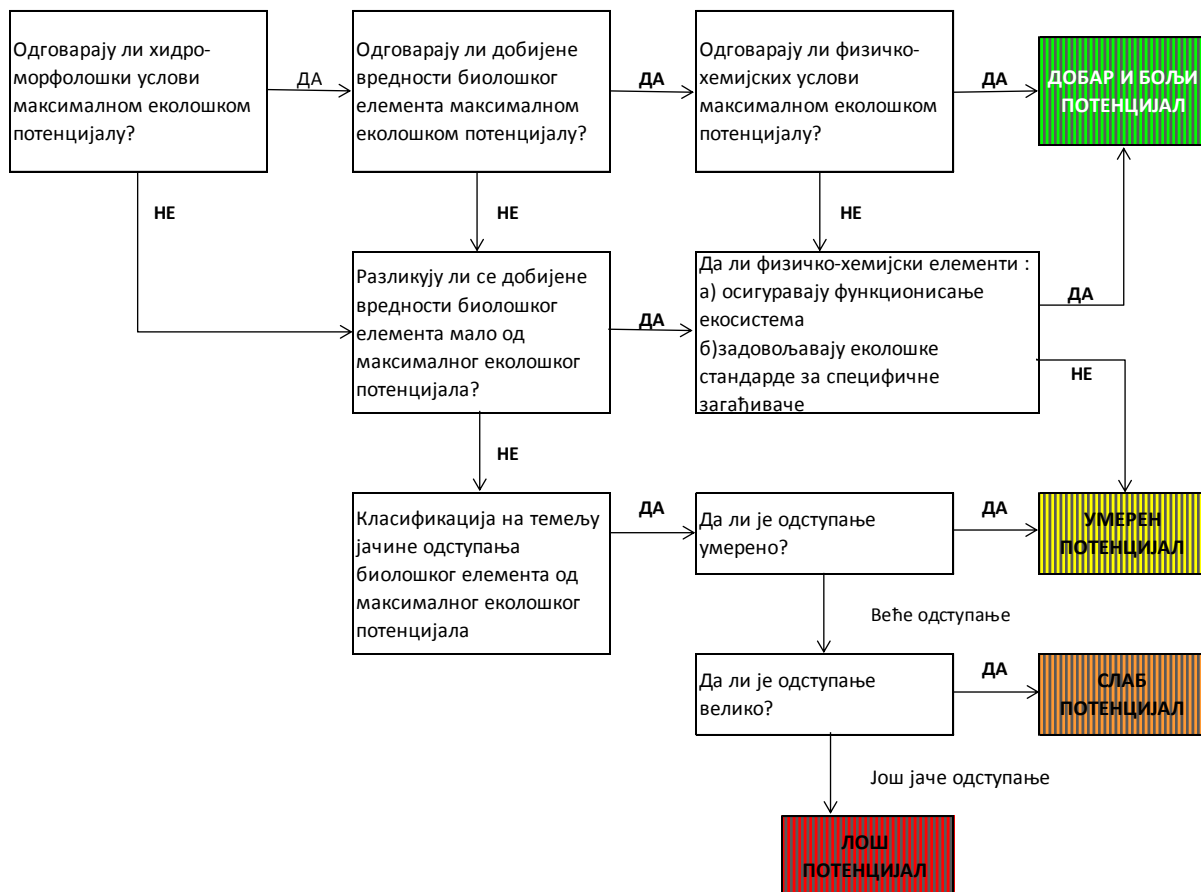 Одговарају ли хидро-
морфолошки услови
максималном еколошком
потенцијалу?
ДА
Одговарају ли добијене
вредности биолошког
елемента максималном
еколошком потенцијалу?
ДА
Одговарају ли физичко-
хемијских услови
максималном еколошком
потенцијалу?
ДА
ДОБАР И БОЉИ
ПОТЕНЦИЈАЛ
НЕ
НЕ
НЕ
Разликују ли се добијене
вредности биолошког
елемента мало од
максималног еколошког
потенцијала?
ДА
Да ли физичко-хемијски елементи :
а) осигуравају функционисање
екосистема
б)задовољавају еколошке
стандарде за специфичне
загађиваче
ДА
НЕ
НЕ
Класификација на темељу
јачине одступања
биолошког елемента од
максималног еколошког
потенцијала
ДА
Да ли је одступање
умерено?
ДА
УМЕРЕН
ПОТЕНЦИЈАЛ
Веће одступање
Да ли је одступање
велико?
ДА
СЛАБ
ПОТЕНЦИЈАЛ
Још јаче одступање
ЛОШ
ПОТЕНЦИЈАЛ